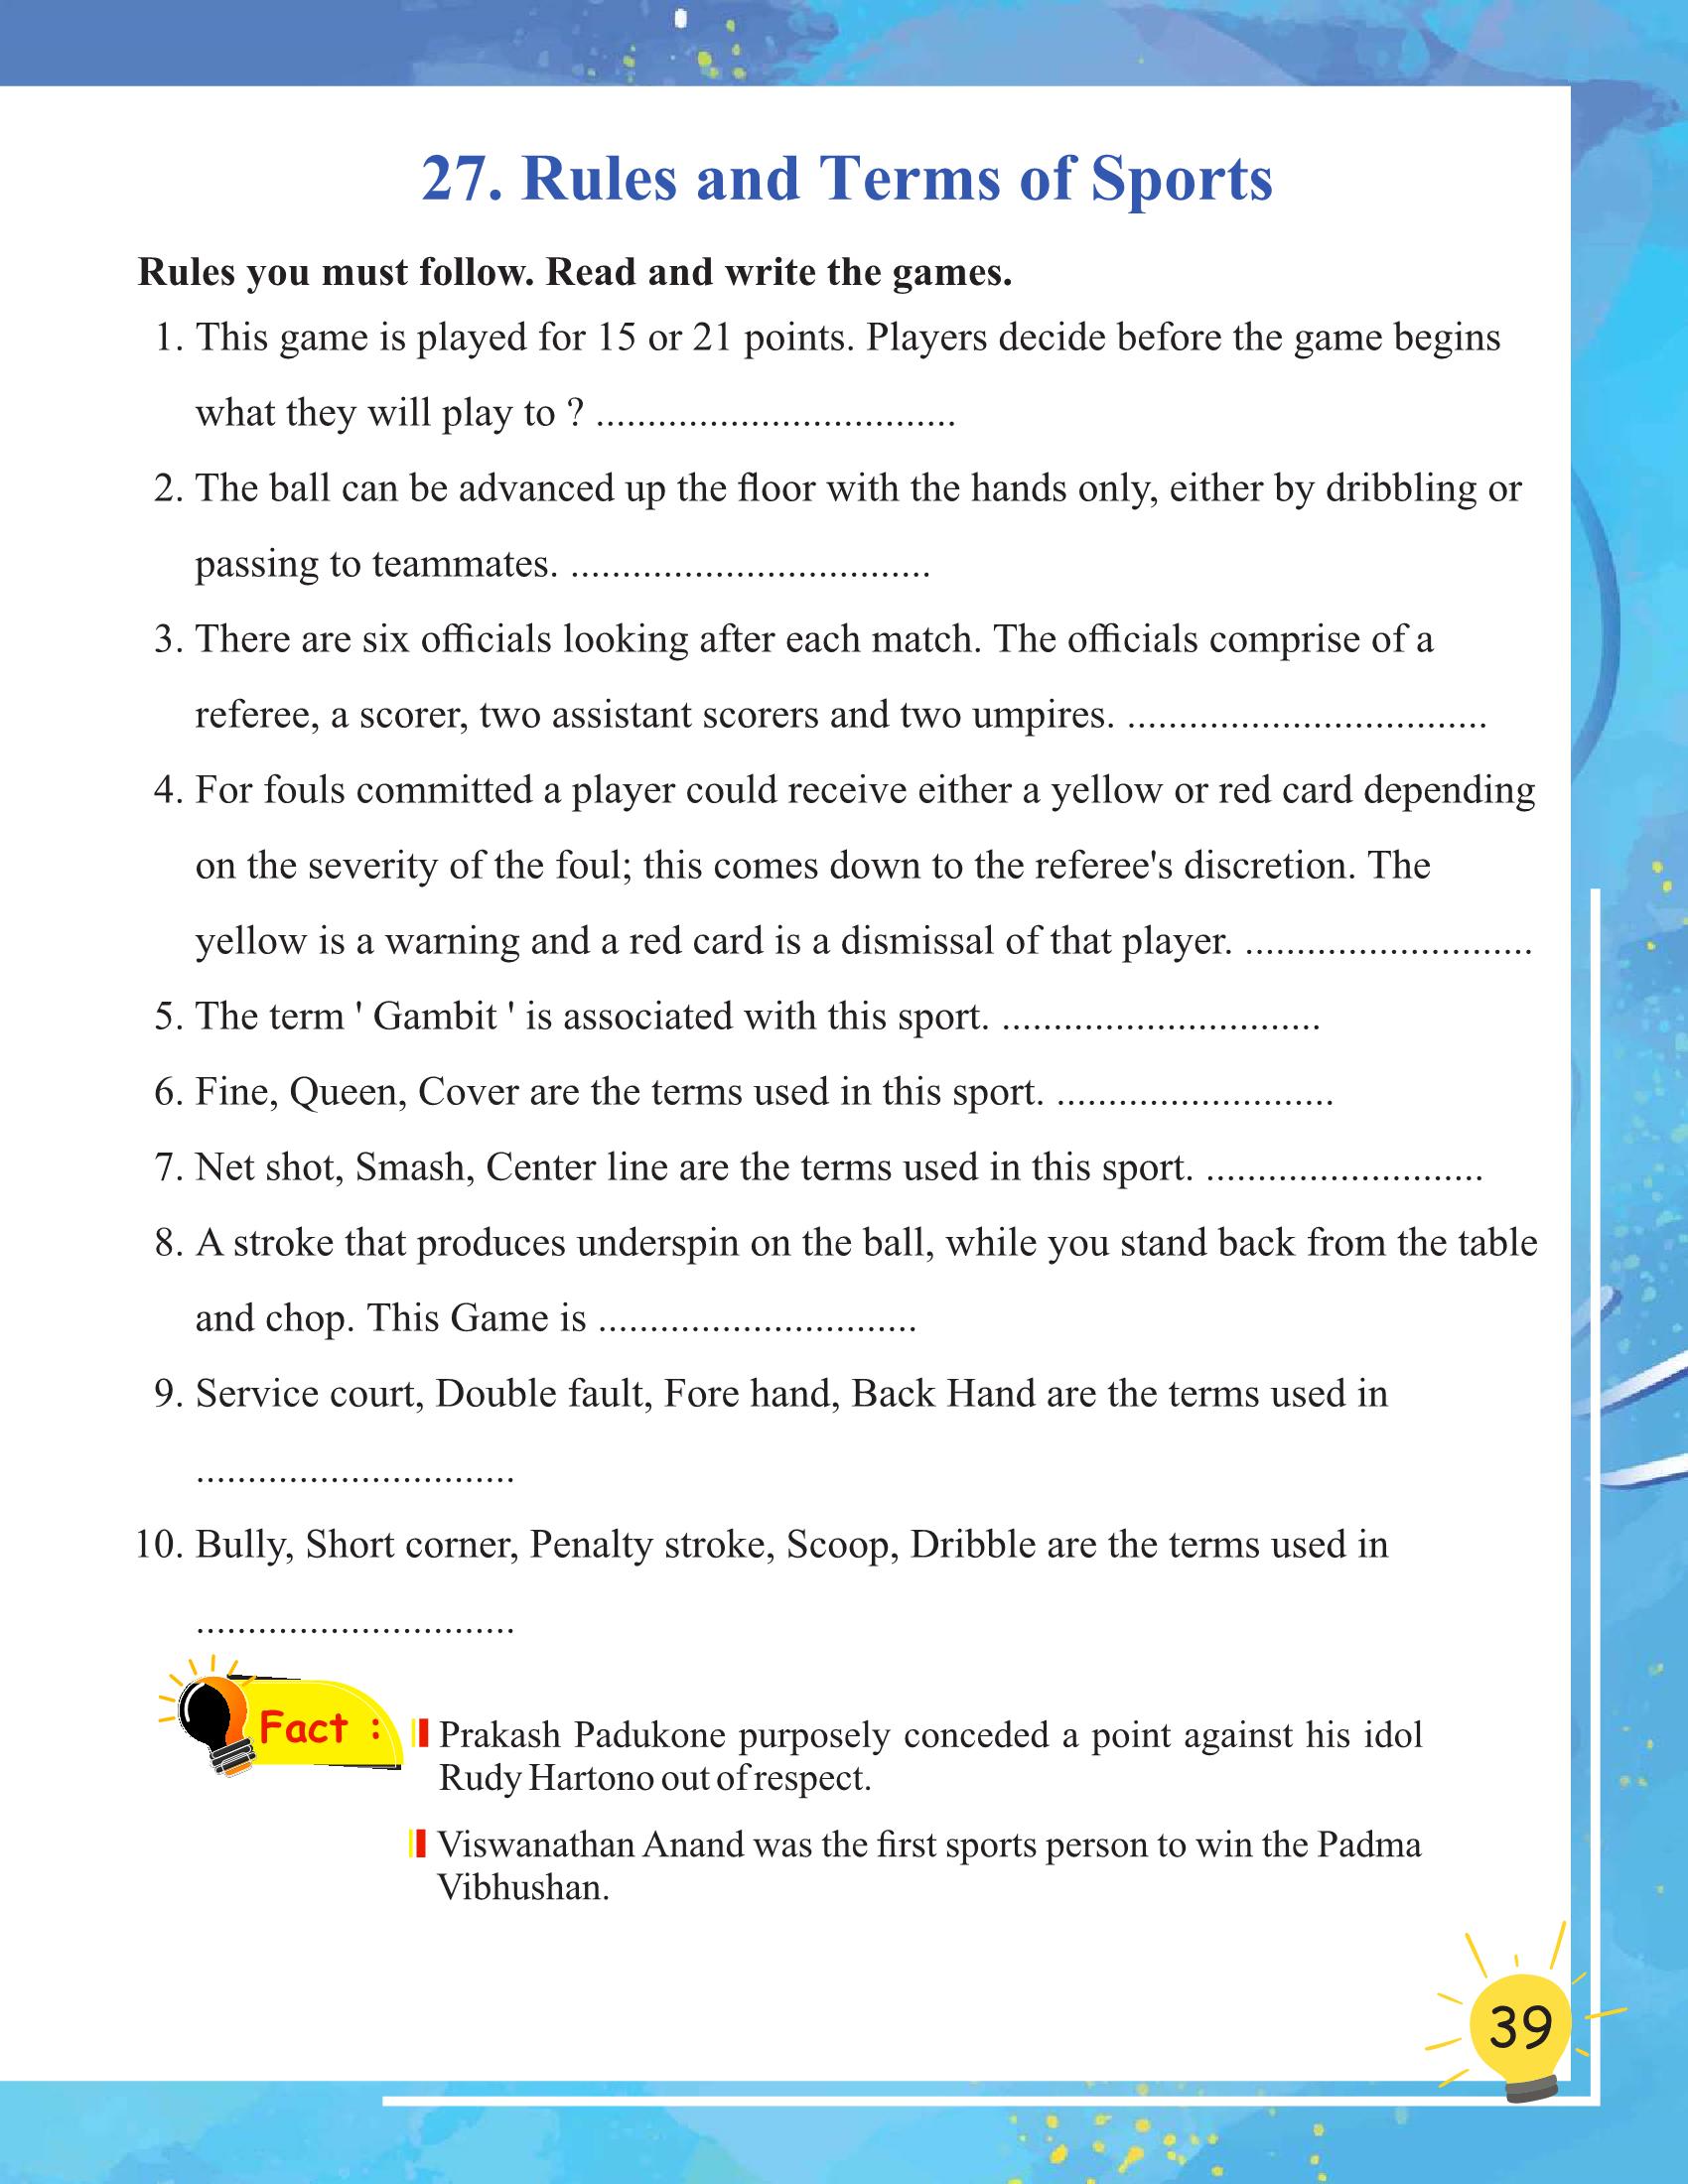 27. Rules and Terms of Sports
Rules you must follow. Read and write the games.
1. This game is played for 15 or 21 points. Players decide before the game begins
what they will play to ? ...................................
2. The ball can be advanced up the floor with the hands only, either by dribbling or
passing to teammates. ...................................
3. There are six officials looking after each match. The officials comprise of a
referee, a scorer, two assistant scorers and two umpires. ...................................
4. For fouls committed a player could receive either a yellow or red card depending
on the severity of the foul; this comes down to the referee's discretion. The
yellow is a warning and a red card is a dismissal of that player. ............................
5. The term ' Gambit ' is associated with this sport. ...............................
6. Fine, Queen, Cover are the terms used in this sport. ...........................
7. Net shot, Smash, Center line are the terms used in this sport. ...........................
8. A stroke that produces underspin on the ball, while you stand back from the table
and chop. This Game is ...............................
9. Service court, Double fault, Fore hand, Back Hand are the terms used in
...............................
10. Bully, Short corner, Penalty stroke, Scoop, Dribble are the terms used in
...............................
Fact :
Prakash Padukone purposely conceded a point against his idol
Rudy Hartono out of respect.
Viswanathan Anand was the first sports person to win the Padma
Vibhushan.
39